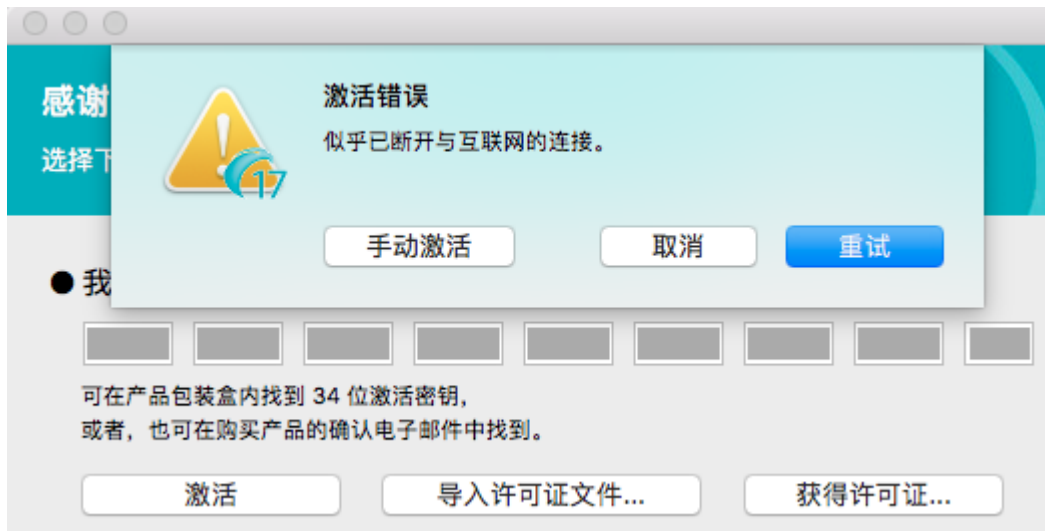 激活错误
似乎已断开与互联网的连接。
17
手动激活
取消
重试
感谢
选择下
● 我
可在产品包装盒内找到 34 位激活密钥，
或者，也可在购买产品的确认电子邮件中找到。
激活
导入许可证文件...
获得许可证...